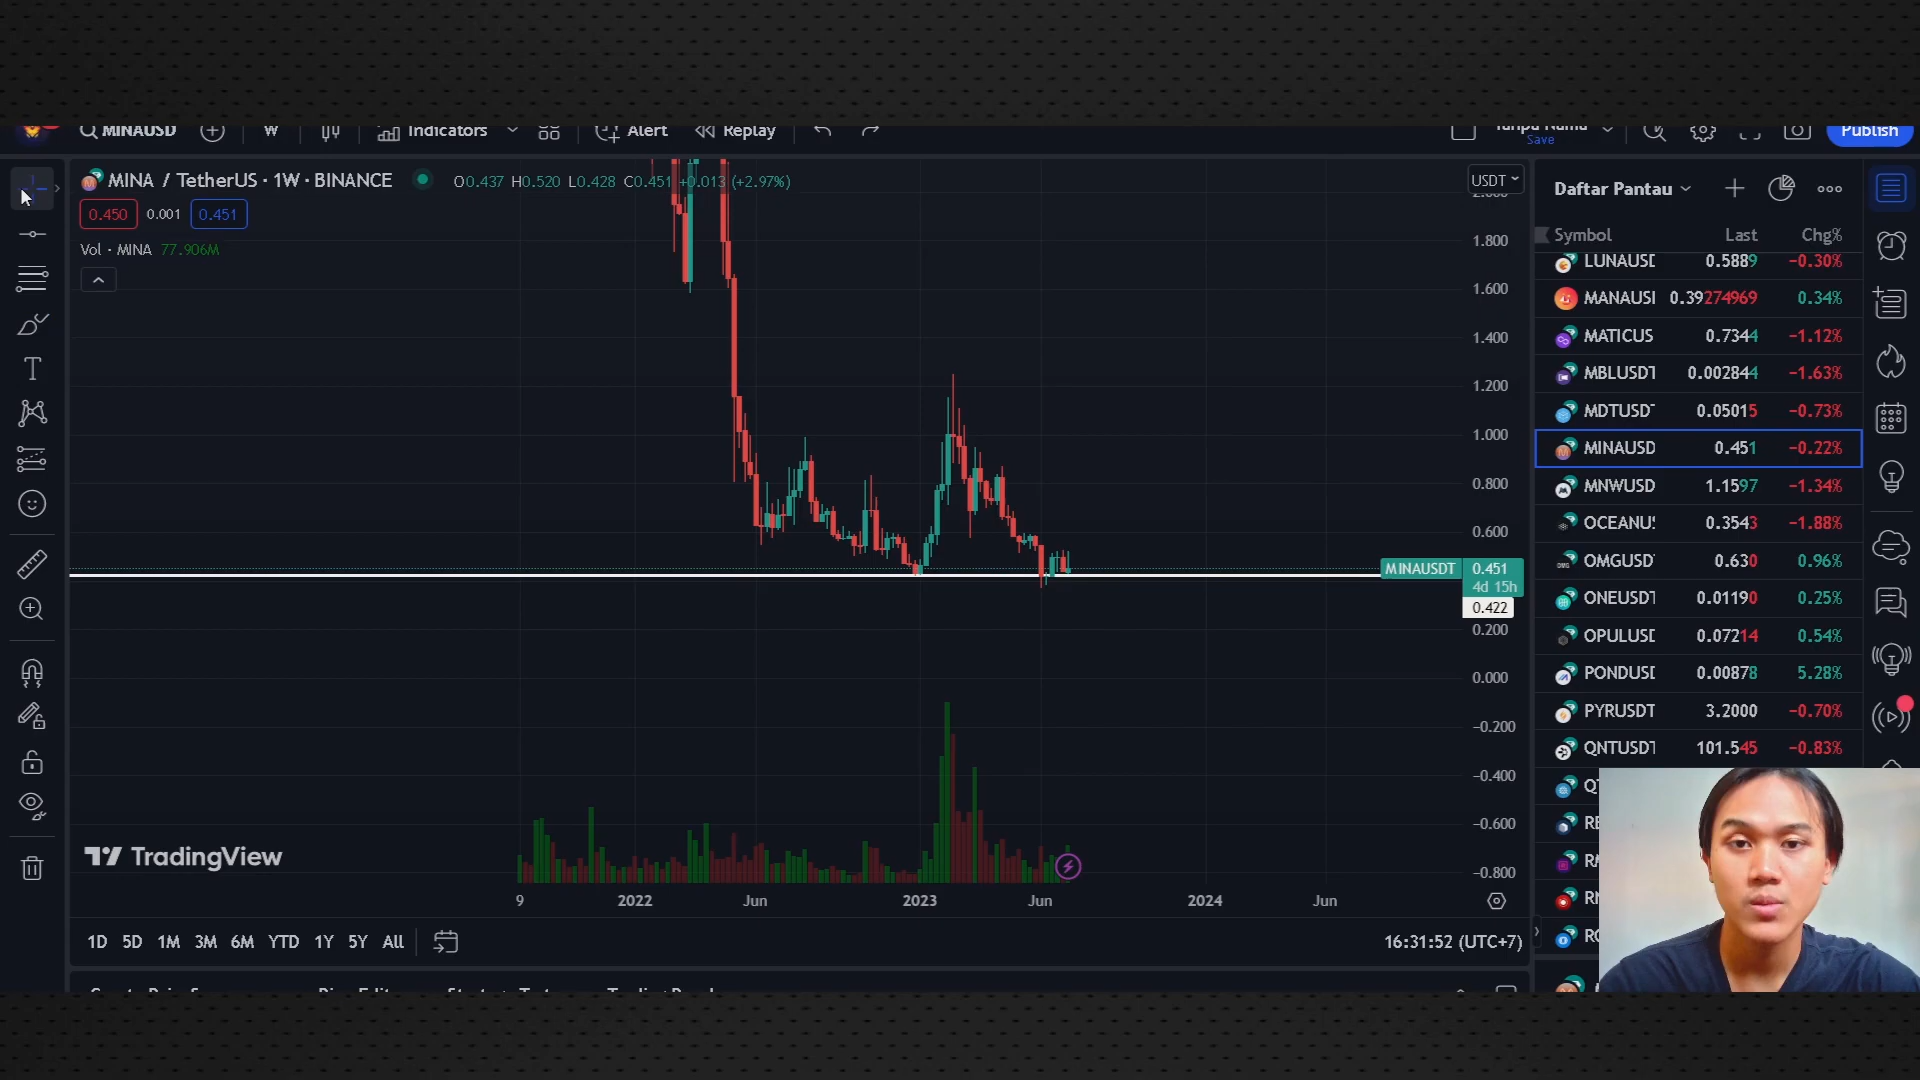 MINAUSD W Indicators Alert Replay Tanpa Nama Publish
Save
MINA / TetherUS · 1W · BINANCE O0.437 H0.520 L0.428 C0.451 +0.013 (+2.97%)
0.450 0.001 0.451
Vol · MINA 77.906M
USDT
1.800
1.600
1.400
1.200
1.000
0.800
0.600
MINAUSDT 0.451
4d 15h
0.422
0.200
0.000
−0.200
−0.400
−0.600
−0.800
TradingView
9 2022 Jun 2023 Jun 2024 Jun
1D 5D 1M 3M 6M YTD 1Y 5Y All 16:31:52 (UTC+7)
Daftar Pantau
Symbol Last Chg%
LUNAUSD 0.5889 −0.30%
MANAUSI 0.39274969 0.34%
MATICUS 0.7344 −1.12%
MBLUSDT 0.002844 −1.63%
MDTUSDT 0.05015 −0.73%
MINAUSD 0.451 −0.22%
MNWUSD 1.1597 −1.34%
OCEANUS 0.3543 −1.88%
OMGUSD 0.630 0.96%
ONEUSDT 0.01190 0.25%
OPULUSD 0.07214 0.54%
PONDUSD 0.00878 5.28%
PYRUSDT 3.2000 −0.70%
QNTUSDT 101.545 −0.83%